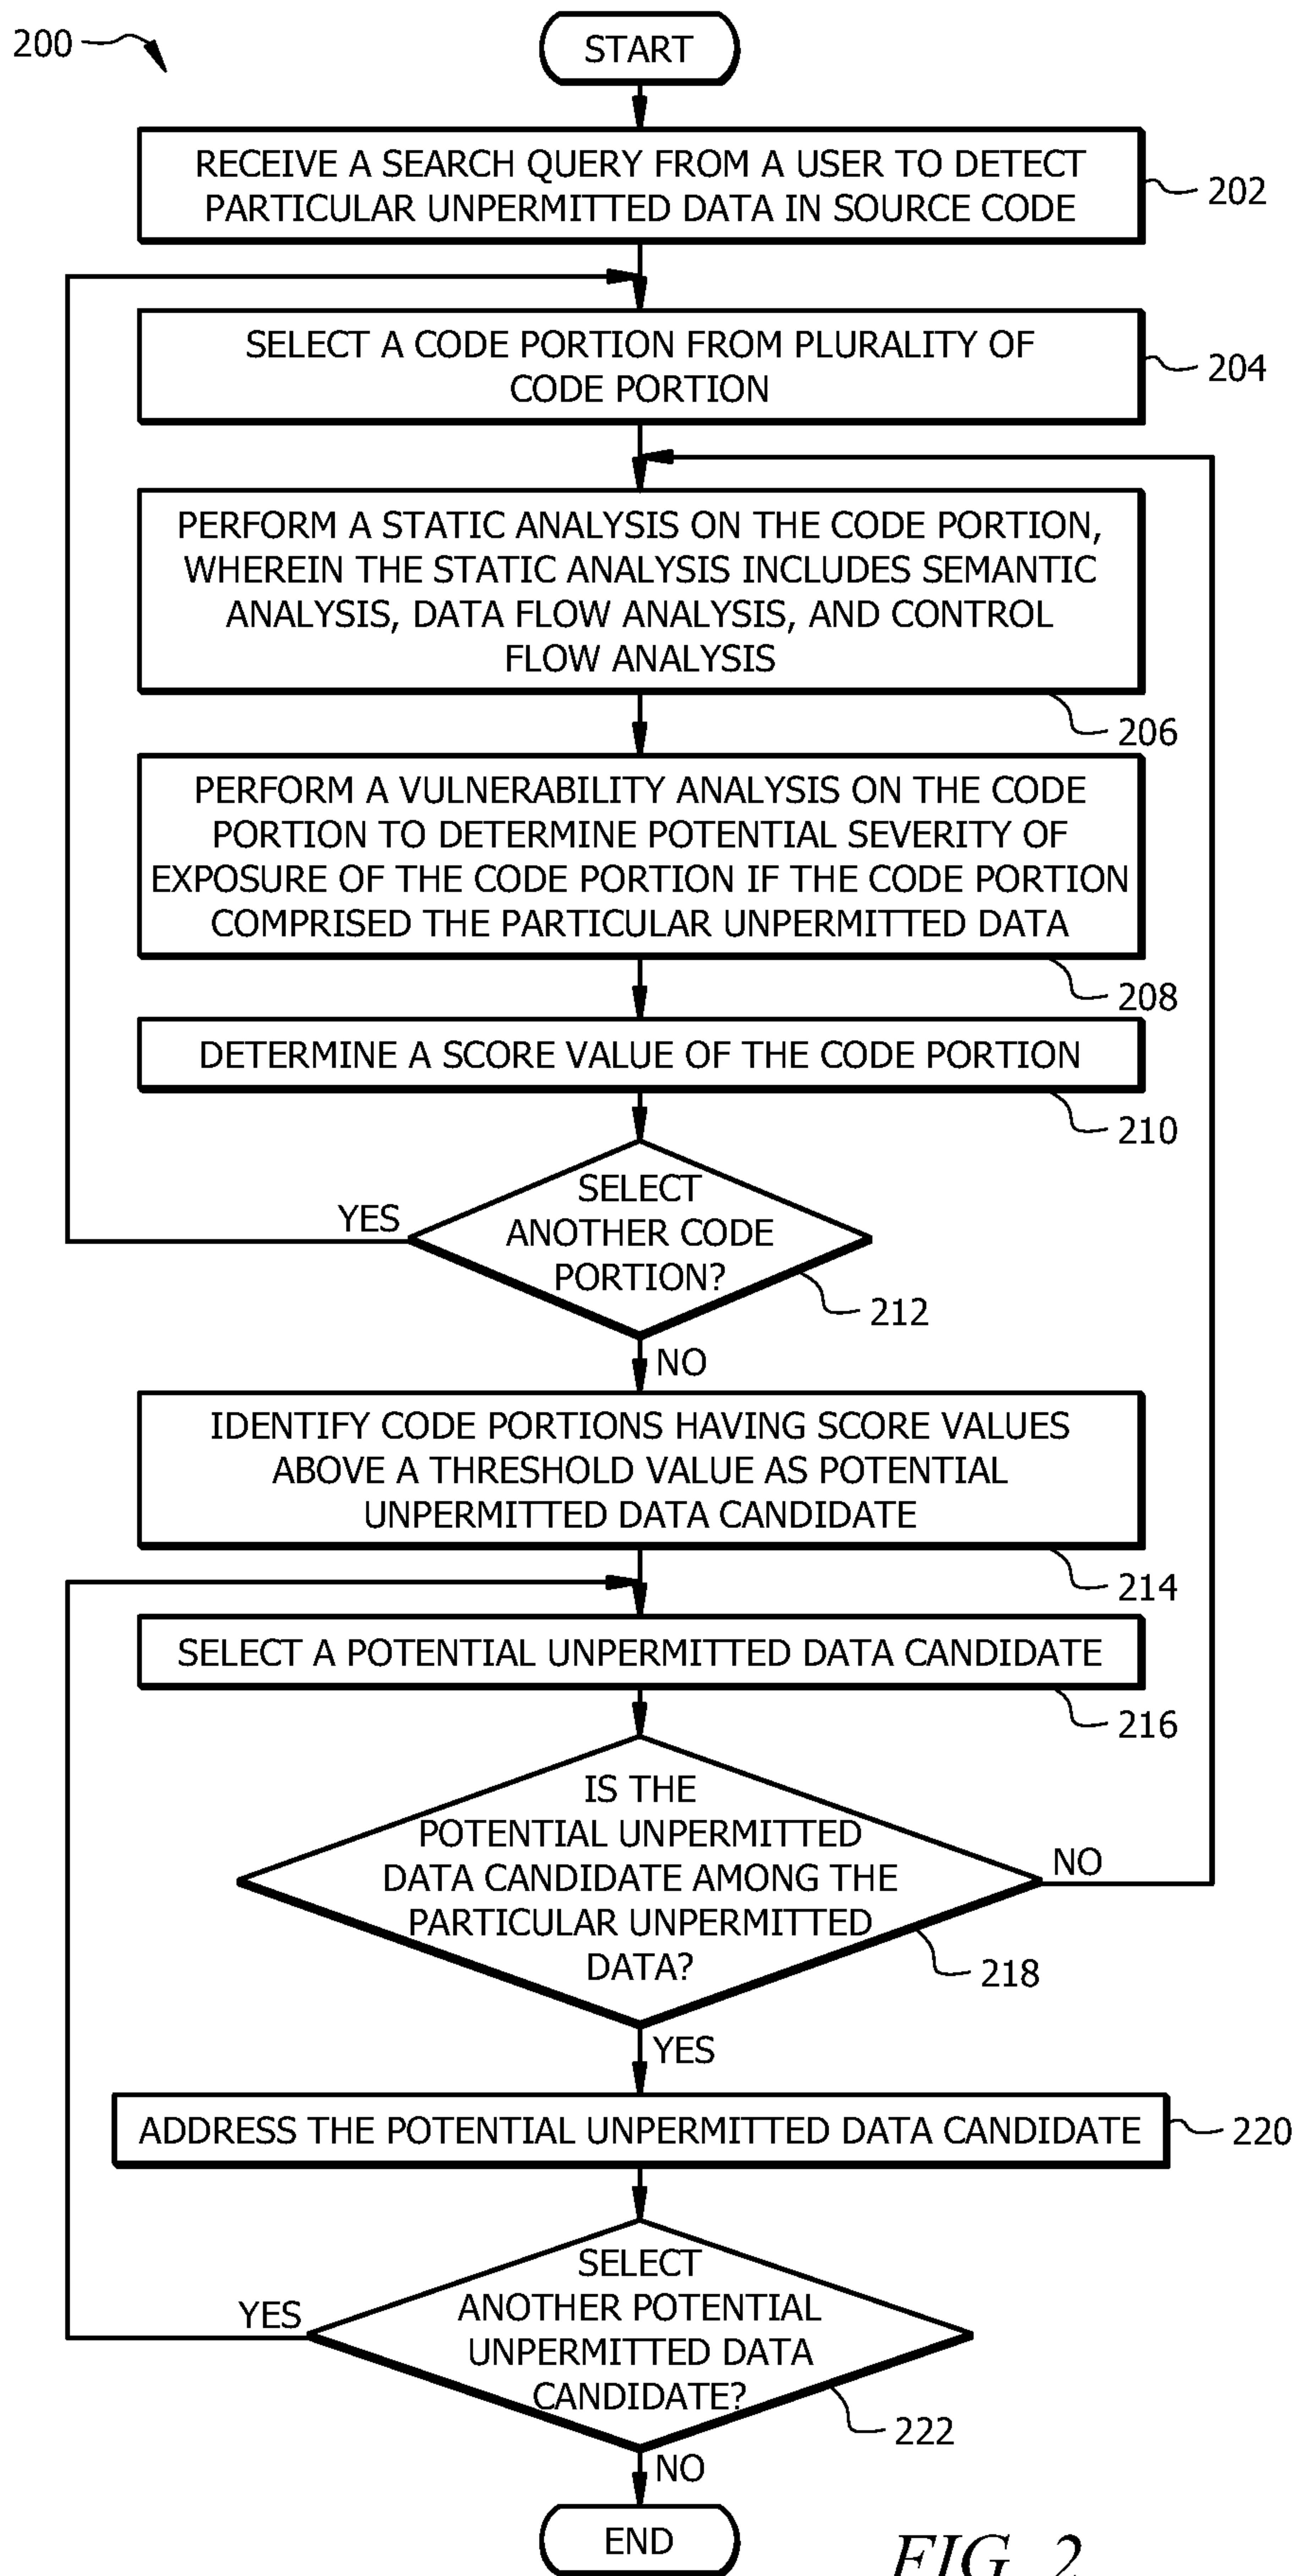 200
START
RECEIVE A SEARCH QUERY FROM A USER TO DETECT
PARTICULAR UNPERMITTED DATA IN SOURCE CODE
202
SELECT A CODE PORTION FROM PLURALITY OF
CODE PORTION
204
PERFORM A STATIC ANALYSIS ON THE CODE PORTION,
WHEREIN THE STATIC ANALYSIS INCLUDES SEMANTIC
ANALYSIS, DATA FLOW ANALYSIS, AND CONTROL
FLOW ANALYSIS
206
PERFORM A VULNERABILITY ANALYSIS ON THE CODE
PORTION TO DETERMINE POTENTIAL SEVERITY OF
EXPOSURE OF THE CODE PORTION IF THE CODE PORTION
COMPRISED THE PARTICULAR UNPERMITTED DATA
208
DETERMINE A SCORE VALUE OF THE CODE PORTION
210
SELECT
ANOTHER CODE
PORTION?
YES
212
NO
IDENTIFY CODE PORTIONS HAVING SCORE VALUES
ABOVE A THRESHOLD VALUE AS POTENTIAL
UNPERMITTED DATA CANDIDATE
214
SELECT A POTENTIAL UNPERMITTED DATA CANDIDATE
216
IS THE
POTENTIAL UNPERMITTED
DATA CANDIDATE AMONG THE
PARTICULAR UNPERMITTED
DATA?
NO
218
YES
ADDRESS THE POTENTIAL UNPERMITTED DATA CANDIDATE
220
SELECT
ANOTHER POTENTIAL
UNPERMITTED DATA
CANDIDATE?
YES
222
NO
END
FIG. 2